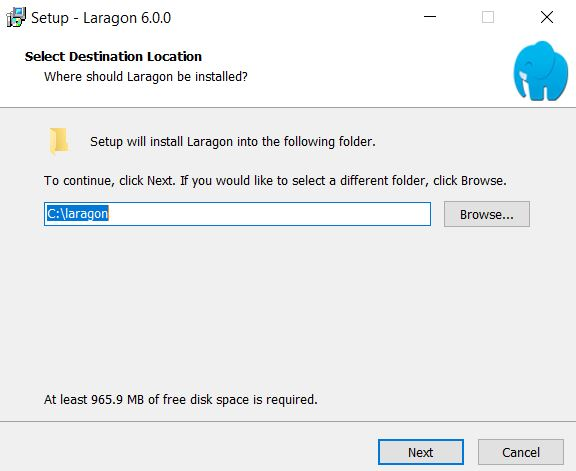 Setup - Laragon 6.0.0
Select Destination Location
Where should Laragon be installed?
Setup will install Laragon into the following folder.
To continue, click Next. If you would like to select a different folder, click Browse.
C:\laragon
Browse...
At least 965.9 MB of free disk space is required.
Next
Cancel